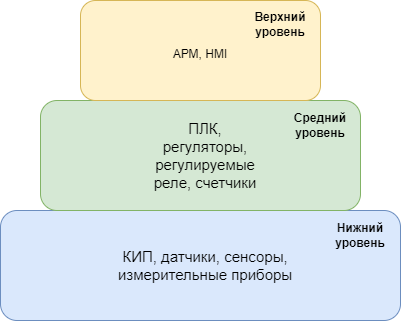 Верхний
уровень
АРМ, HMI
Средний
уровень
ПЛК,
регуляторы,
регулируемые
реле, счетчики
Нижний
уровень
КИП, датчики, сенсоры,
измерительные приборы